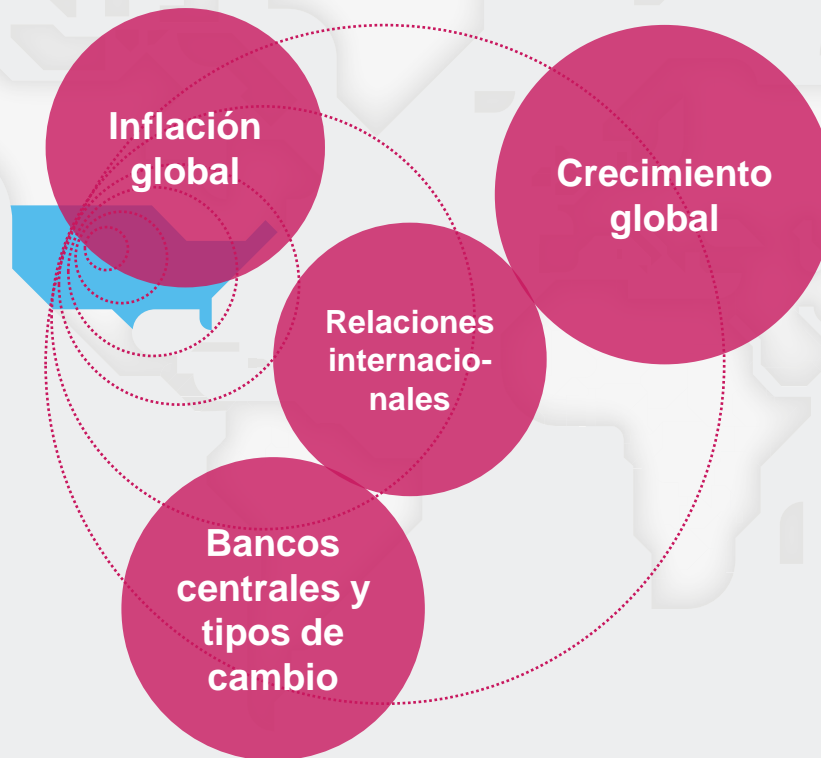 Inflación
global
Crecimiento
global
Relaciones
internacio-
nales
Bancos
centrales y
tipos de
cambio